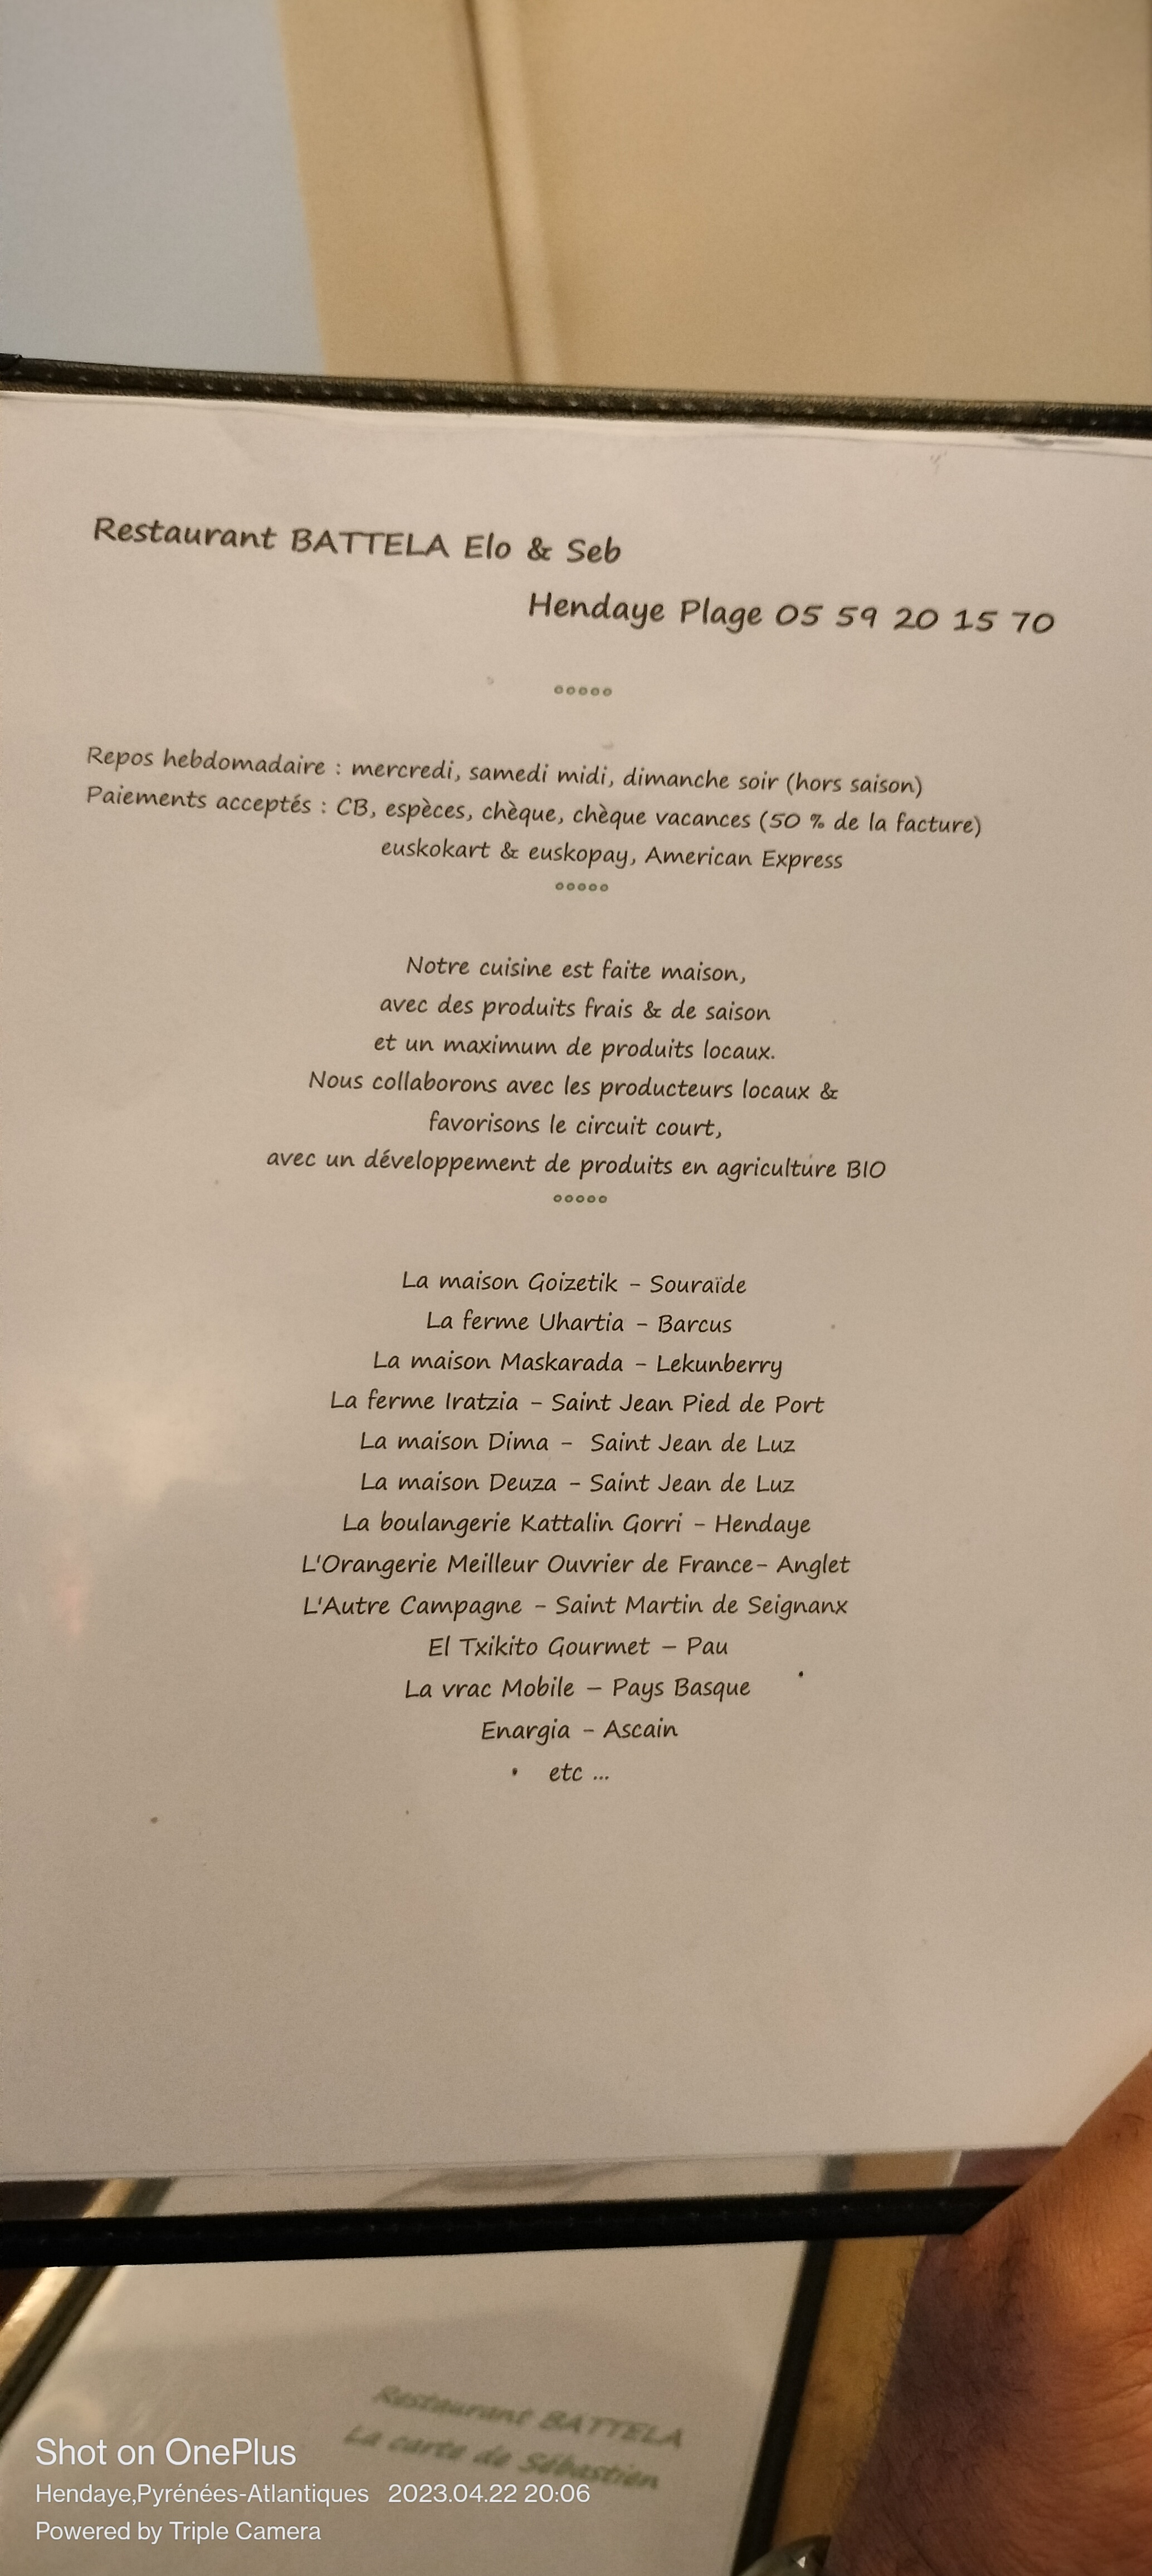 Restaurant BATTELA Elo & Seb
Hendaye Plage 05 59 20 15 70
Repos hebdomadaire : mercredi, samedi midi, dimanche soir (hors saison)
Paiements acceptés : CB, espèces, chèque, chèque vacances (50 % de la facture)
euskokart & euskopay, American Express
Notre cuisine est faite maison,
avec des produits frais & de saison
et un maximum de produits locaux.
Nous collaborons avec les producteurs locaux &
favorisons le circuit court,
avec un développement de produits en agriculture BIO
La maison Goizetik - Souraïde
La ferme Uhartia - Barcus
La maison Maskarada - Lekunberry
La ferme Iratzia - Saint Jean Pied de Port
La maison Dima - Saint Jean de Luz
La maison Deuza - Saint Jean de Luz
La boulangerie Kattalin Gorri - Hendaye
L'Orangerie Meilleur Ouvrier de France- Anglet
L'Autre Campagne - Saint Martin de Seignanx
El Txikito Gourmet – Pau
La vrac Mobile – Pays Basque
Enargia - Ascain
etc ...
Restaurant BATTELA
La carte de Sébastien
Shot on OnePlus
Hendaye,Pyrénées-Atlantiques 2023.04.22 20:06
Powered by Triple Camera